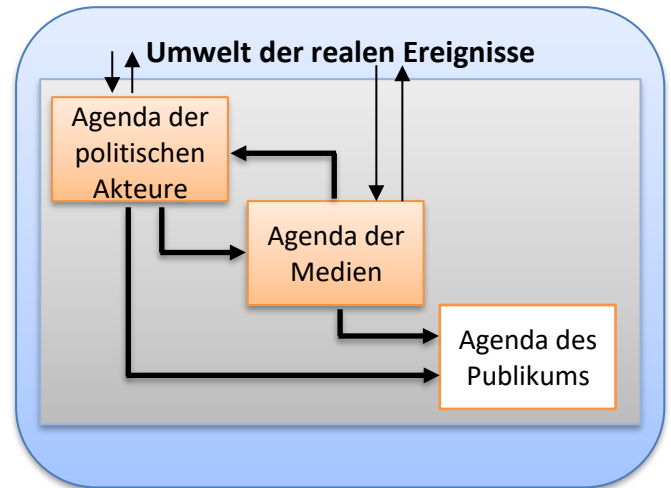 Umwelt der realen Ereignisse
Agenda der
politischen
Akteure
Agenda der
Medien
Agenda des
Publikums